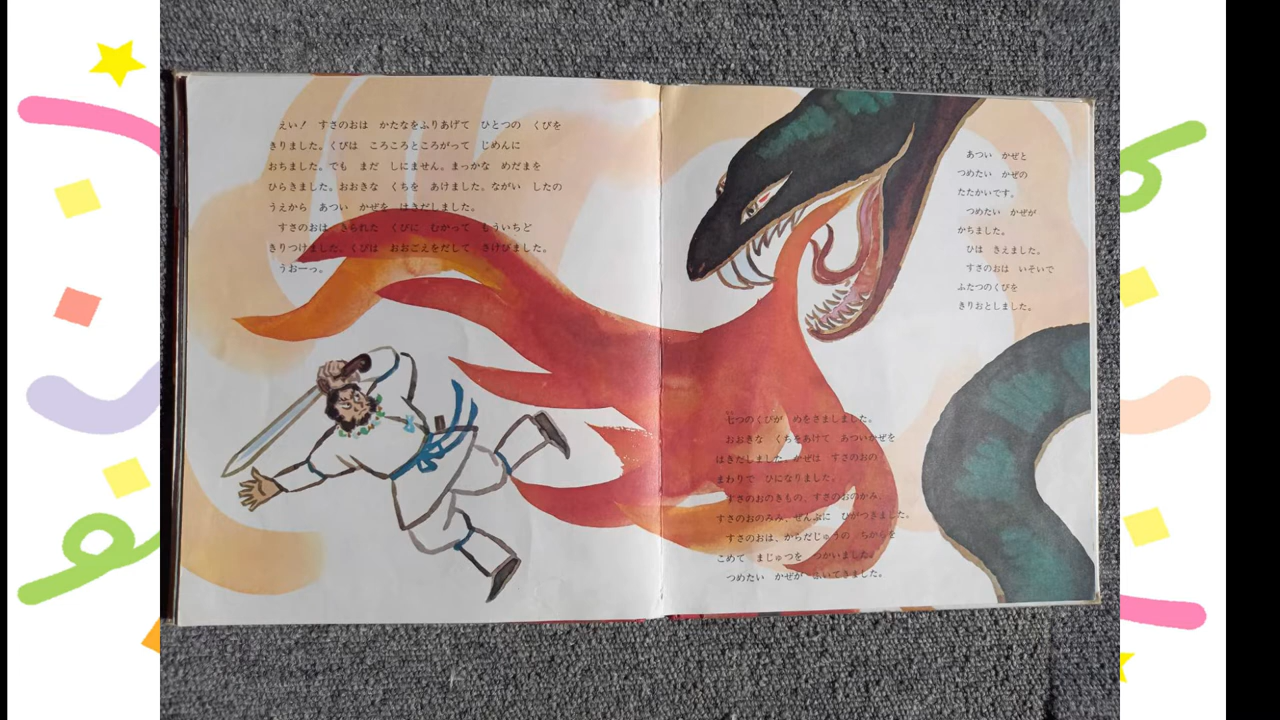 えい！ すさのおは かたなをふりあげて ひとつの くびを
きりました。くびは ころころところがって じめんに
おちました。でも まだ しにません。まっかな めだまを
ひらきました。おおきな くちを あけました。ながい したの
うえから あつい かぜを はきだしました。
すさのおは きられた くびに むかって もういちど
きりつけました。くびは おおごえをだして さけびました。
うおーっ。
七つのくびが めをさましました。
おおきな くちをあけて あついかぜを
はきだしました。かぜは すさのおの
まわりで ひになりました。
すさのおのきもの、すさのおのかみ、
すさのおのみみ、ぜんぶに ひがつきました。
すさのおは、からだじゅうの ちからを
こめて まじゅつを つかいました。
つめたい かぜが ふいてきました。
あつい かぜと
つめたい かぜの
たたかいです。
つめたい かぜが
かちました。
ひは きえました。
すさのおは いそいで
ふたつのくびを
きりおとしました。